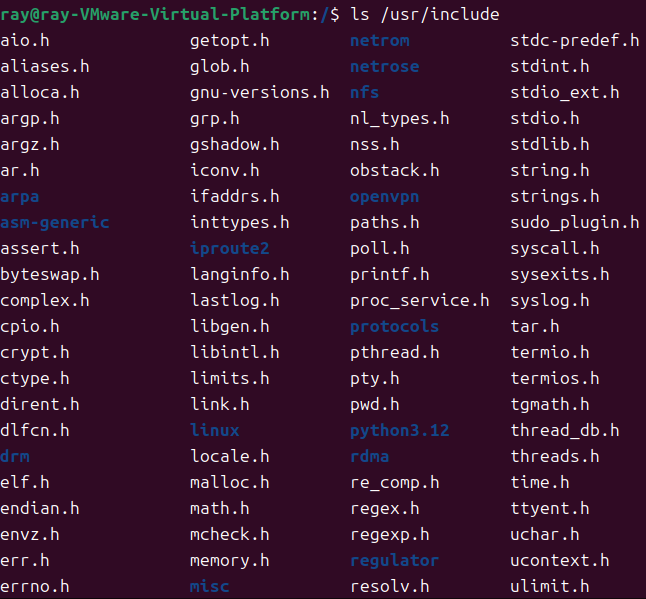 ray@ray-VMware-Virtual-Platform:/$ ls /usr/include
aio.h getopt.h netrom stdc-predef.h
aliases.h glob.h netrose stdint.h
alloca.h gnu-versions.h nfs stdio_ext.h
argp.h grp.h nl_types.h stdio.h
argz.h gshadow.h nss.h stdlib.h
ar.h iconv.h obstack.h string.h
arpa ifaddrs.h openvpn strings.h
asm-generic inttypes.h paths.h sudo_plugin.h
assert.h iproute2 poll.h syscall.h
byteswap.h langinfo.h printf.h sysexits.h
complex.h lastlog.h proc_service.h syslog.h
cpio.h libgen.h protocols tar.h
crypt.h libintl.h pthread.h termio.h
ctype.h limits.h pty.h termios.h
dirent.h link.h pwd.h tgmath.h
dlfcn.h linux python3.12 thread_db.h
drm locale.h rdma threads.h
elf.h malloc.h re_comp.h time.h
endian.h math.h regex.h ttyent.h
envz.h mcheck.h regexp.h uchar.h
err.h memory.h regulator ucontext.h
errno.h misc resolv.h ulimit.h